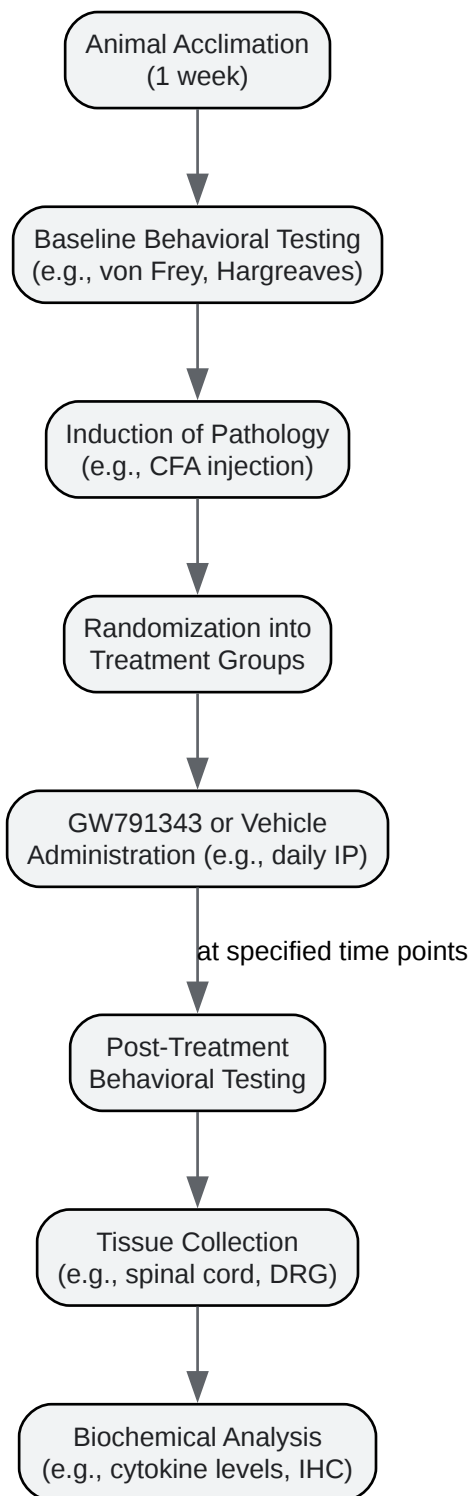 Animal Acclimation
(1 week)
Baseline Behavioral Testing
(e.g., von Frey, Hargreaves)
Induction of Pathology
(e.g., CFA injection)
Randomization into
Treatment Groups
GW791343 or Vehicle
Administration (e.g., daily IP)
at specified time points
Post-Treatment
Behavioral Testing
Tissue Collection
(e.g., spinal cord, DRG)
Biochemical Analysis
(e.g., cytokine levels, IHC)